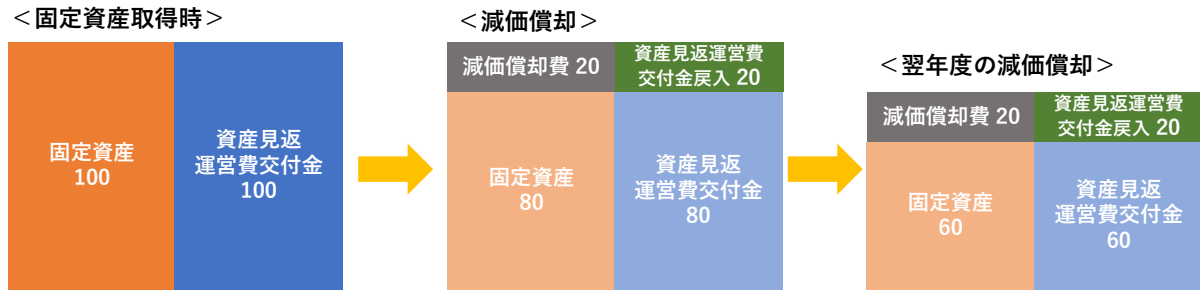 ＜固定資産取得時＞
固定資産
100
資産見返
運営費交付金
100
＜減価償却＞
減価償却費 20
資産見返運営費
交付金戻入 20
固定資産
80
資産見返
運営費交付金
80
＜翌年度の減価償却＞
減価償却費 20
資産見返運営費
交付金戻入 20
固定資産
60
資産見返
運営費交付金
60